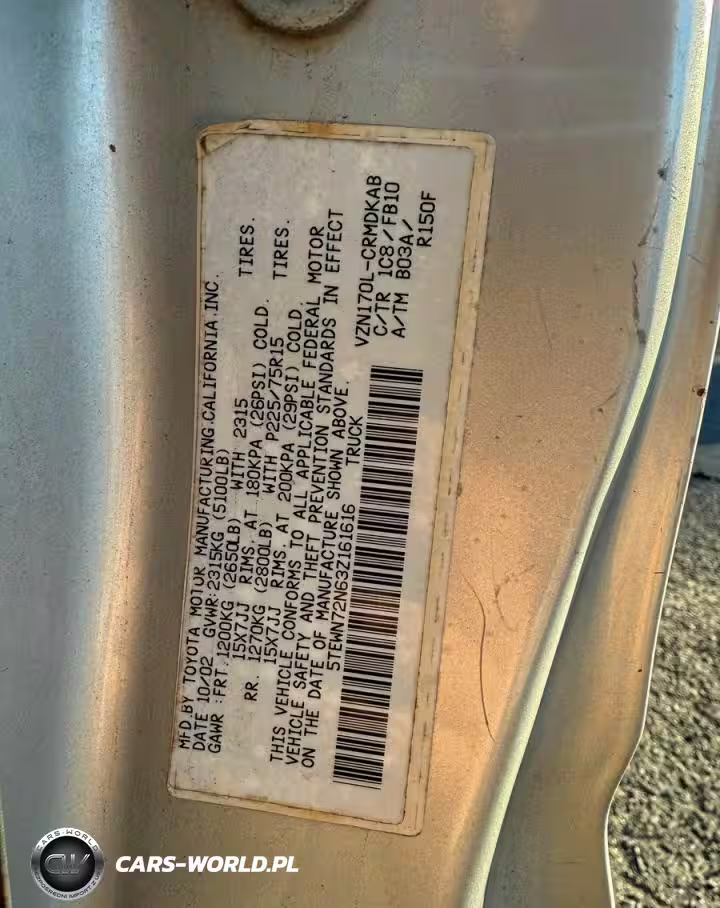 MFD.BY TOYOTA MOTOR MANUFACTURING.CALIFORNIA.INC.
DATE 10/02 GVWR:2315KG (5100LB)
GAWR :FRT.1200KG (2650LB) WITH 2315 TIRES.
15X7JJ RIMS. AT 180KPA (26PSI) COLD.
RR. 1270KG (2800LB) WITH P225/75R15 TIRES.
15X7JJ RIMS. AT 200KPA (29PSI) COLD.
THIS VEHICLE CONFORMS TO ALL APPLICABLE FEDERAL MOTOR
VEHICLE SAFETY AND THEFT PREVENTION STANDARDS IN EFFECT
ON THE DATE OF MANUFACTURE SHOWN ABOVE.
5TEWN72N63Z161616 TRUCK
VZN170L-CRMDKAB
C/TR 1C8/FB10
A/TM B03A/
R150F
CARS-WORLD
CW
CARS-WORLD.PL